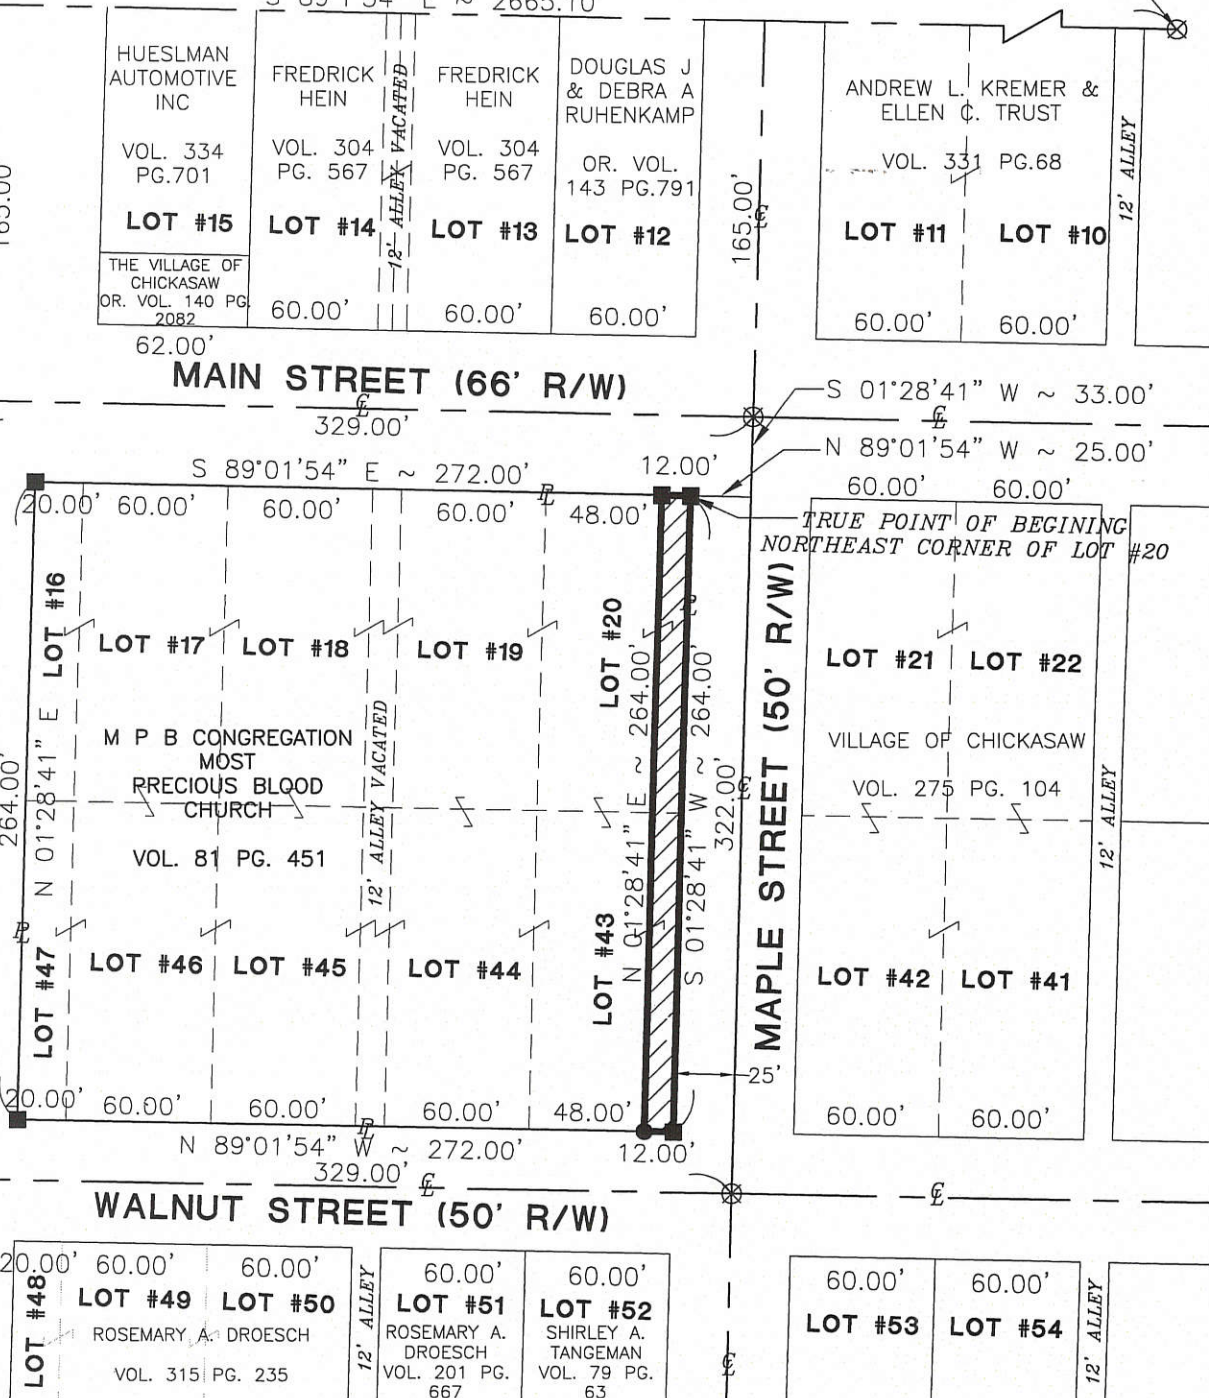 S 89°1'54" E ~ 2665.10'
HUESLMAN
AUTOMOTIVE
INC
VOL. 334
PG.701
LOT #15
THE VILLAGE OF
CHICKASAW
OR. VOL. 140 PG.
2082
62.00'
FREDRICK
HEIN
VOL. 304
PG. 567
LOT #14
60.00'
12' ALLEY VACATED
FREDRICK
HEIN
VOL. 304
PG. 567
LOT #13
60.00'
DOUGLAS J
& DEBRA A
RUHENKAMP
OR. VOL.
143 PG.791
LOT #12
60.00'
165.00'
165.00'
℄
ANDREW L. KREMER &
ELLEN C. TRUST
VOL. 331 PG.68
LOT #11
LOT #10
60.00'
60.00'
12' ALLEY
MAIN STREET (66' R/W)
℄
329.00'
S 01°28'41" W ~ 33.00'
℄
N 89°01'54" W ~ 25.00'
S 89°01'54" E ~ 272.00'
12.00'
20.00'
60.00'
60.00'
60.00'
PL
48.00'
60.00'
60.00'
TRUE POINT OF BEGINING
NORTHEAST CORNER OF LOT #20
LOT #16
LOT #17
LOT #18
LOT #19
LOT #20
PL
LOT #21
LOT #22
264.00'
N 01°28'41" E
M P B CONGREGATION
MOST
PRECIOUS BLOOD
CHURCH
VOL. 81 PG. 451
12' ALLEY VACATED
N 01°28'41" E ~ 264.00'
S 01°28'41" W ~ 264.00'
322.00'
℄
MAPLE STREET (50' R/W)
VILLAGE OF CHICKASAW
VOL. 275 PG. 104
12' ALLEY
PL
LOT #47
LOT #46
LOT #45
LOT #44
LOT #43
LOT #42
LOT #41
25'
20.00'
60.00'
60.00'
60.00'
48.00'
60.00'
60.00'
PL
N 89°01'54" W ~ 272.00'
12.00'
329.00'
℄
℄
WALNUT STREET (50' R/W)
20.00'
LOT #48
60.00'
60.00'
LOT #49
LOT #50
ROSEMARY A. DROESCH
VOL. 315 PG. 235
12' ALLEY
60.00'
LOT #51
ROSEMARY A.
DROESCH
VOL. 201 PG.
667
60.00'
LOT #52
SHIRLEY A.
TANGEMAN
VOL. 79 PG.
63
℄
60.00'
LOT #53
60.00'
LOT #54
12' ALLEY